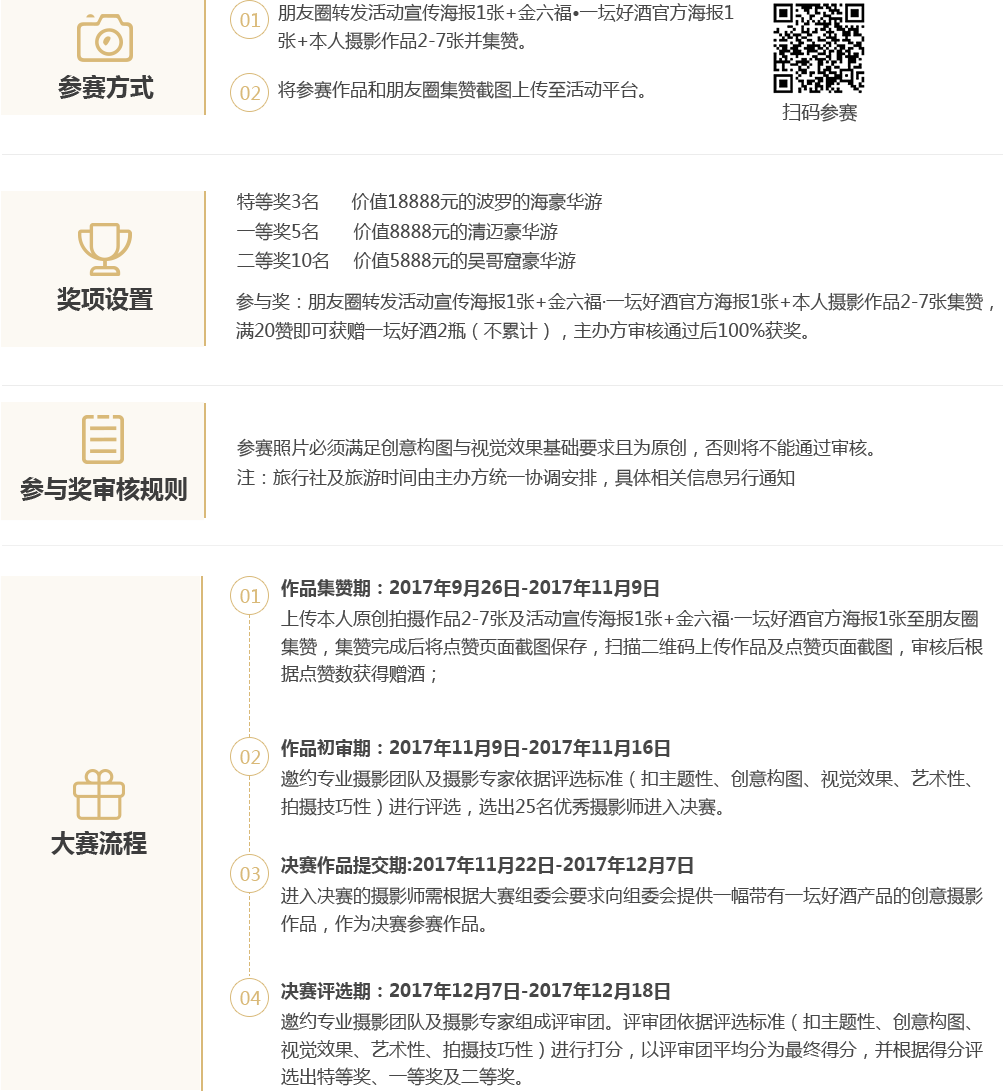 参赛方式
01
朋友圈转发活动宣传海报1张+金六福•一坛好酒官方海报1
张+本人摄影作品2-7张并集赞。
02
将参赛作品和朋友圈集赞截图上传至活动平台。
扫码参赛
奖项设置
特等奖3名 价值18888元的波罗的海豪华游
一等奖5名 价值8888元的清迈豪华游
二等奖10名 价值5888元的吴哥窟豪华游
参与奖：朋友圈转发活动宣传海报1张+金六福·一坛好酒官方海报1张+本人摄影作品2-7张集赞，
满20赞即可获赠一坛好酒2瓶（不累计），主办方审核通过后100%获奖。
参与奖审核规则
参赛照片必须满足创意构图与视觉效果基础要求且为原创，否则将不能通过审核。
注：旅行社及旅游时间由主办方统一协调安排，具体相关信息另行通知
大赛流程
01
作品集赞期：2017年9月26日-2017年11月9日
上传本人原创拍摄作品2-7张及活动宣传海报1张+金六福·一坛好酒官方海报1张至朋友圈
集赞，集赞完成后将点赞页面截图保存，扫描二维码上传作品及点赞页面截图，审核后根
据点赞数获得赠酒；
02
作品初审期：2017年11月9日-2017年11月16日
邀约专业摄影团队及摄影专家依据评选标准（扣主题性、创意构图、视觉效果、艺术性、
拍摄技巧性）进行评选，选出25名优秀摄影师进入决赛。
03
决赛作品提交期:2017年11月22日-2017年12月7日
进入决赛的摄影师需根据大赛组委会要求向组委会提供一幅带有一坛好酒产品的创意摄影
作品，作为决赛参赛作品。
04
决赛评选期：2017年12月7日-2017年12月18日
邀约专业摄影团队及摄影专家组成评审团。评审团依据评选标准（扣主题性、创意构图、
视觉效果、艺术性、拍摄技巧性）进行打分，以评审团平均分为最终得分，并根据得分评
选出特等奖、一等奖及二等奖。